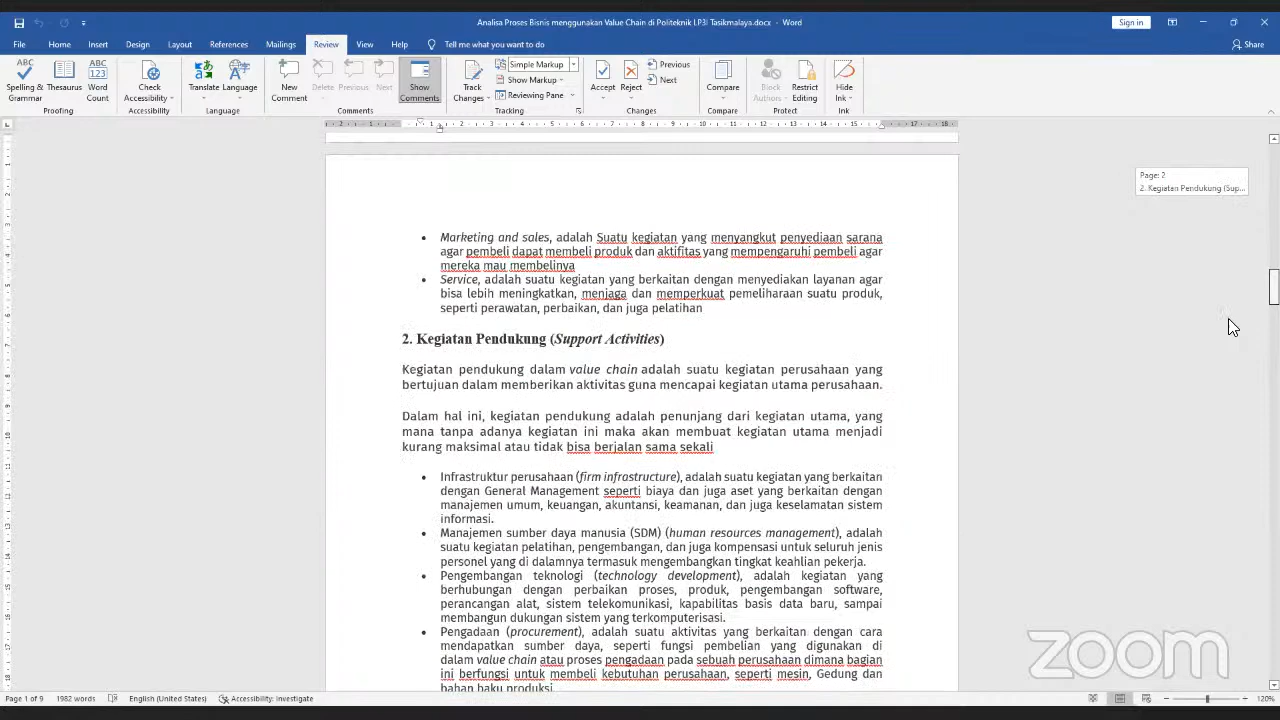 Analisa Proses Bisnis menggunakan Value Chain di Politeknik LP3i Tasikmalaya.docx - Word
Sign in
File Home Insert Design Layout References Mailings Review View Help Tell me what you want to do Share
Spelling & Grammar
Thesaurus
Word Count
Check Accessibility
Translate
Language
New Comment
Delete
Previous
Next
Show Comments
Track Changes
Simple Markup
Show Markup
Reviewing Pane
Accept
Reject
Previous
Next
Compare
Block Authors
Restrict Editing
Hide Ink
Proofing
Accessibility
Language
Comments
Tracking
Changes
Compare
Protect
Ink
Page: 2
2. Kegiatan Pendukung (Sup...
• Marketing and sales, adalah Suatu kegiatan yang menyangkut penyediaan sarana
agar pembeli dapat membeli produk dan aktifitas yang mempengaruhi pembeli agar
mereka mau membelinya
• Service, adalah suatu kegiatan yang berkaitan dengan menyediakan layanan agar
bisa lebih meningkatkan, menjaga dan memperkuat pemeliharaan suatu produk,
seperti perawatan, perbaikan, dan juga pelatihan
2. Kegiatan Pendukung (Support Activities)
Kegiatan pendukung dalam value chain adalah suatu kegiatan perusahaan yang
bertujuan dalam memberikan aktivitas guna mencapai kegiatan utama perusahaan.
Dalam hal ini, kegiatan pendukung adalah penunjang dari kegiatan utama, yang
mana tanpa adanya kegiatan ini maka akan membuat kegiatan utama menjadi
kurang maksimal atau tidak bisa berjalan sama sekali
• Infrastruktur perusahaan (firm infrastructure), adalah suatu kegiatan yang berkaitan
dengan General Management seperti biaya dan juga aset yang berkaitan dengan
manajemen umum, keuangan, akuntansi, keamanan, dan juga keselamatan sistem
informasi.
• Manajemen sumber daya manusia (SDM) (human resources management), adalah
suatu kegiatan pelatihan, pengembangan, dan juga kompensasi untuk seluruh jenis
personel yang di dalamnya termasuk mengembangkan tingkat keahlian pekerja.
• Pengembangan teknologi (technology development), adalah kegiatan yang
berhubungan dengan perbaikan proses, produk, pengembangan software,
perancangan alat, sistem telekomunikasi, kapabilitas basis data baru, sampai
membangun dukungan sistem yang terkomputerisasi.
• Pengadaan (procurement), adalah suatu aktivitas yang berkaitan dengan cara
mendapatkan sumber daya, seperti fungsi pembelian yang digunakan di
dalam value chain atau proses pengadaan pada sebuah perusahaan dimana bagian
ini berfungsi untuk membeli kebutuhan perusahaan, seperti mesin, Gedung dan
bahan baku produksi.
zoom
Page 1 of 9 1982 words English (United States) Accessibility: Investigate 120%